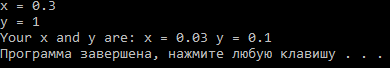 x = 0.3
y = 1
Your x and y are: x = 0.03 y = 0.1
Программа завершена, нажмите любую клавишу . . .